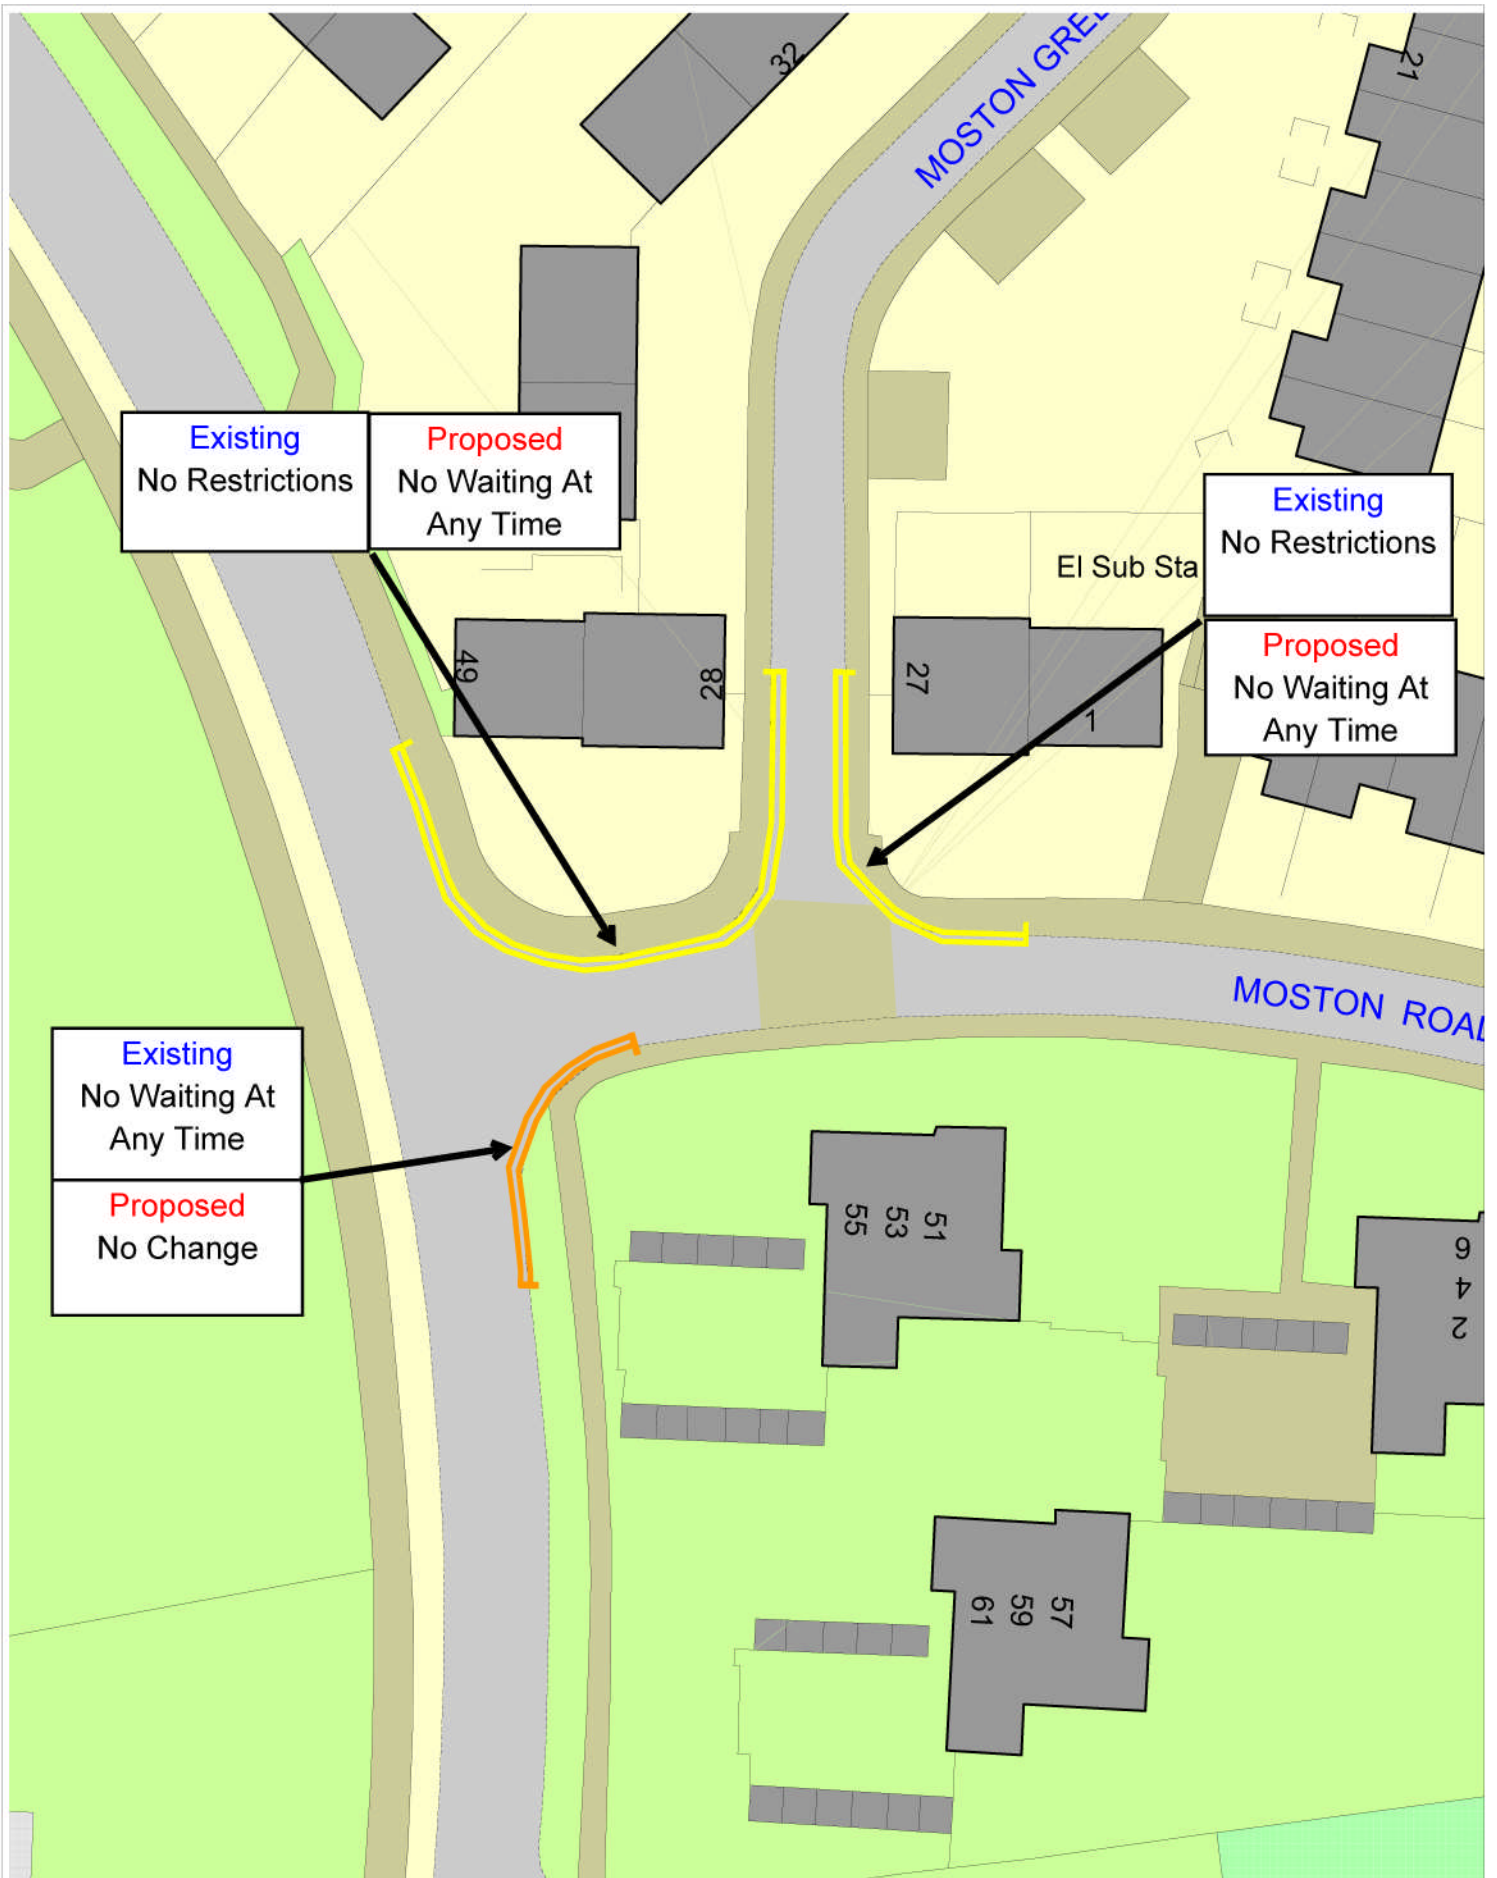 32
MOSTON GREE
21
Existing
No Restrictions
Proposed
No Waiting At
Any Time
Existing
No Restrictions
El Sub Sta
Proposed
No Waiting At
Any Time
49
28
27
1
MOSTON ROAD
Existing
No Waiting At
Any Time
Proposed
No Change
55
53
51
6
4
2
61
59
57